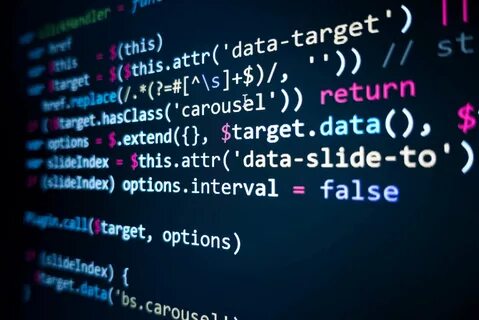 clickHandler = func
var href
var $this = $(this)
var $target = $($this.attr('data-target') ||
href.replace(/.*(?=#[^\s]+$)/, '')) // st
if (!$target.hasClass('carousel')) return
var options = $.extend({}, $target.data(), $
var slideIndex = $this.attr('data-slide-to')
if (slideIndex) options.interval = false
Plugin.call($target, options)
if (slideIndex) {
$target.data('bs.carousel')